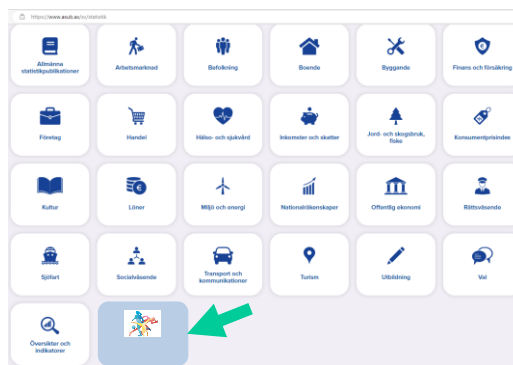 https://www.asub.ax/sv/statistik
Allmänna
statistikpublikationer
Arbetsmarknad
Befolkning
Boende
Byggande
Finans och försäkring
Företag
Handel
Hälso- och sjukvård
Inkomster och skatter
Jord- och skogsbruk,
fiske
Konsumentprisindex
Kultur
Löner
Miljö och energi
Nationalräkenskaper
Offentlig ekonomi
Rättsväsende
Sjöfart
Socialväsende
Transport och
kommunikationer
Turism
Utbildning
Val
Översikter och
indikatorer